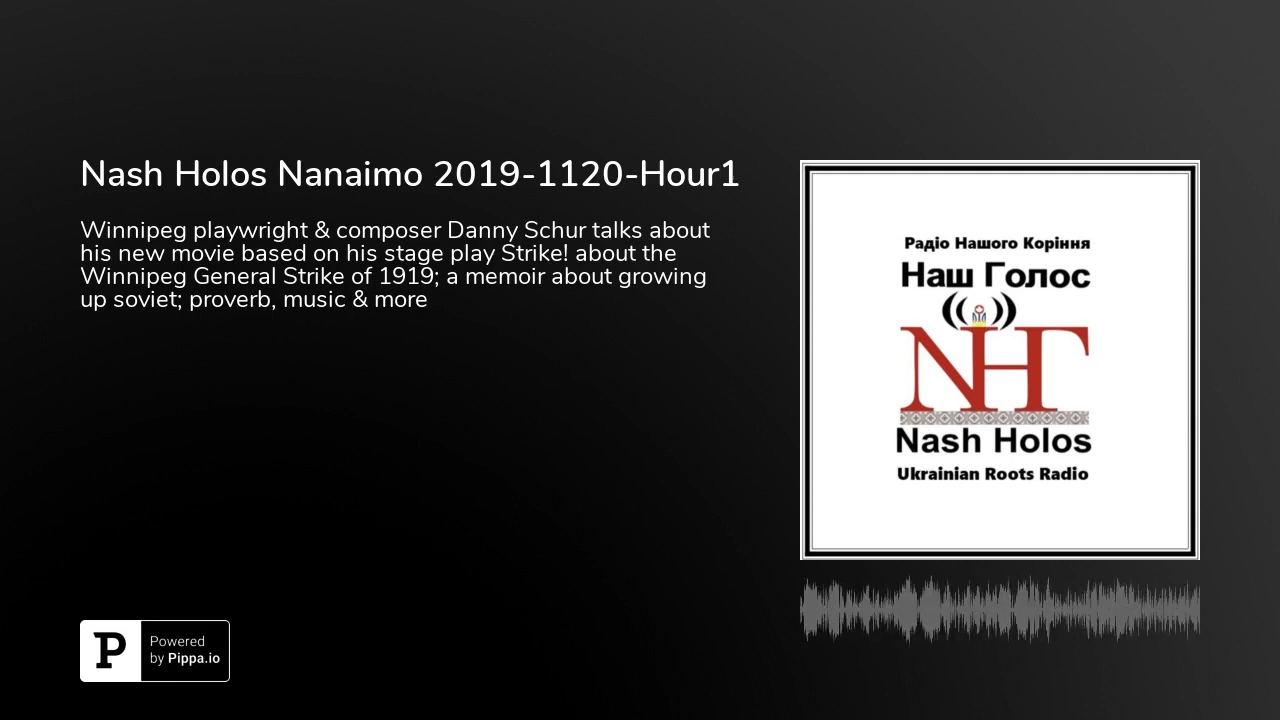 Nash Holos Nanaimo 2019-1120-Hour1
Winnipeg playwright & composer Danny Schur talks about
his new movie based on his stage play Strike! about the
Winnipeg General Strike of 1919; a memoir about growing
up soviet; proverb, music & more
Радіо Нашого Коріння
Наш Голос
НГ
Nash Holos
Ukrainian Roots Radio
P
Powered
by Pippa.io